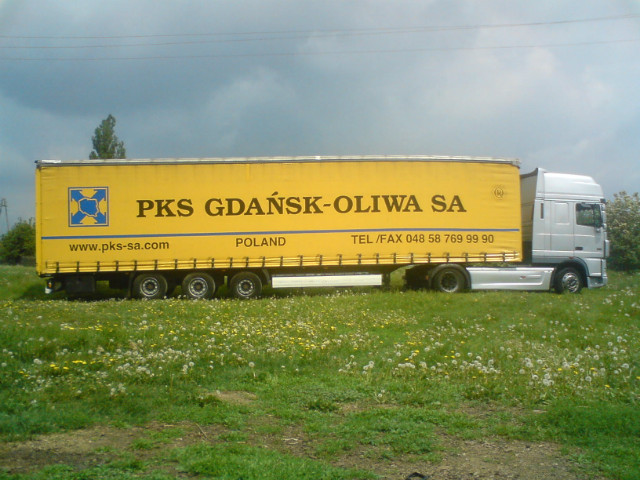 PKS GDAŃSK-OLIWA SA
www.pks-sa.com POLAND TEL /FAX 048 58 769 99 90